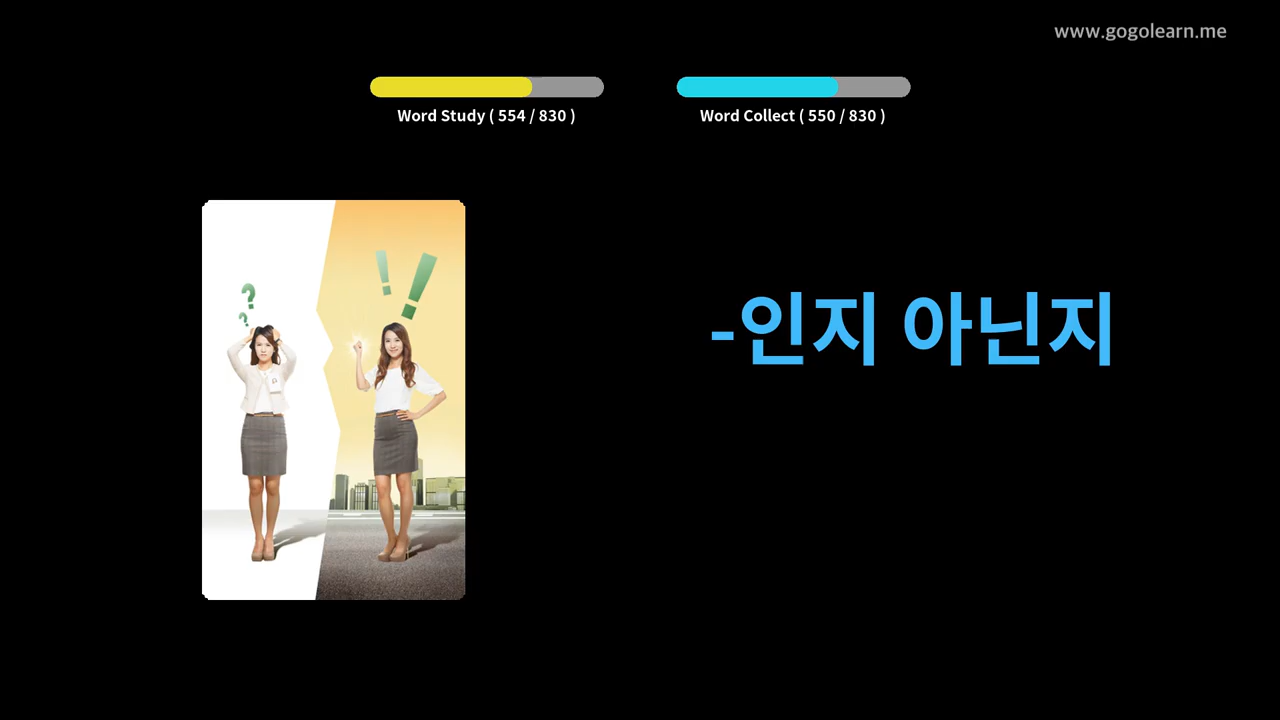 www.gogolearn.me
Word Study ( 554 / 830 )
Word Collect ( 550 / 830 )
? ?
! !
-인지 아닌지